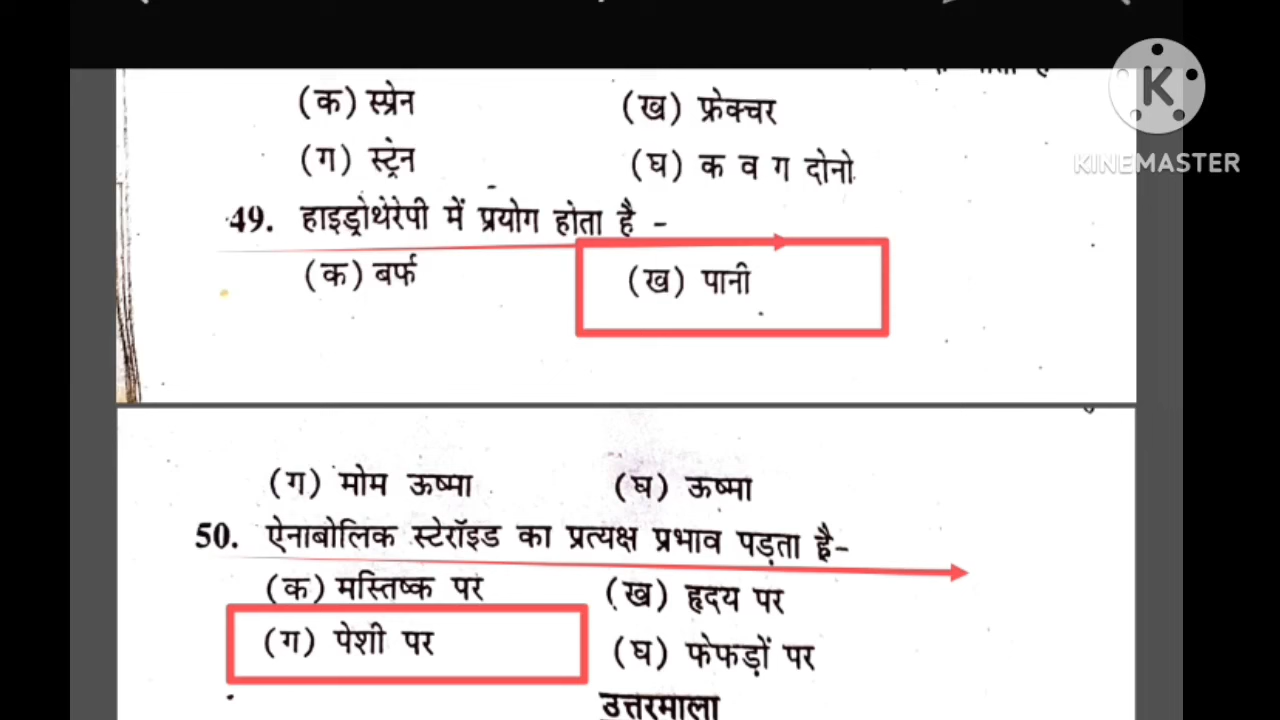 (क) स्प्रेन (ख) फ्रेक्चर
(ग) स्ट्रेन (घ) क व ग दोनो
49. हाइड्रोथेरेपी में प्रयोग होता है -
(क) बर्फ (ख) पानी
(ग) मोम ऊष्मा (घ) ऊष्मा
50. ऐनाबोलिक स्टेरॉइड का प्रत्यक्ष प्रभाव पड़ता है-
(क) मस्तिष्क पर (ख) हृदय पर
(ग) पेशी पर (घ) फेफड़ों पर
उत्तरमाला
K
KINEMASTER